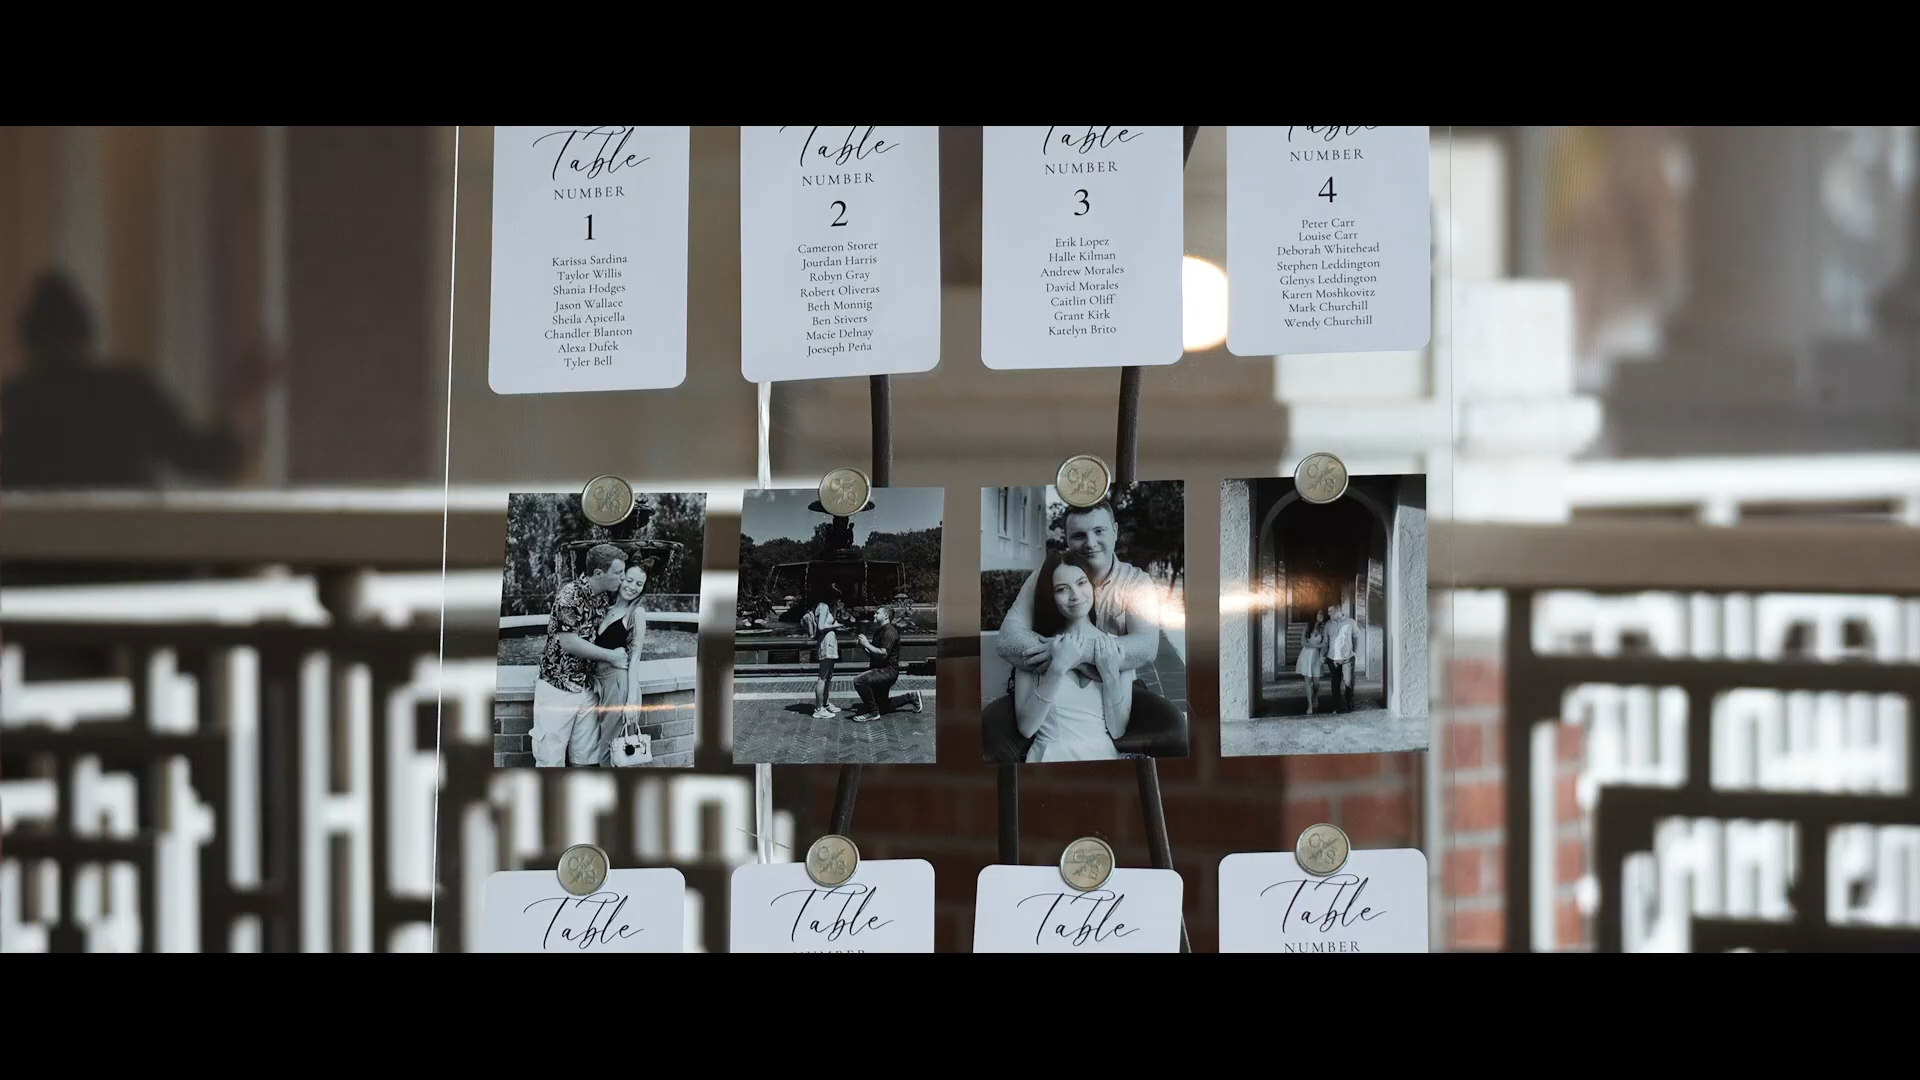 Table
NUMBER
1
Karissa Sardina
Taylor Willis
Shania Hodges
Jason Wallace
Sheila Apicella
Chandler Blanton
Alexa Dufek
Tyler Bell
Table
NUMBER
2
Cameron Storer
Jourdan Harris
Robyn Gray
Robert Oliveras
Beth Monnig
Ben Stivers
Macie Delnay
Joeseph Peña
Table
NUMBER
3
Erik Lopez
Halle Kilman
Andrew Morales
David Morales
Caitlin Oliff
Grant Kirk
Katelyn Brito
Table
NUMBER
4
Peter Carr
Louise Carr
Deborah Whitehead
Stephen Leddington
Glenys Leddington
Karen Moshkovitz
Mark Churchill
Wendy Churchill
Table
Table
Table
Table
NUMBER